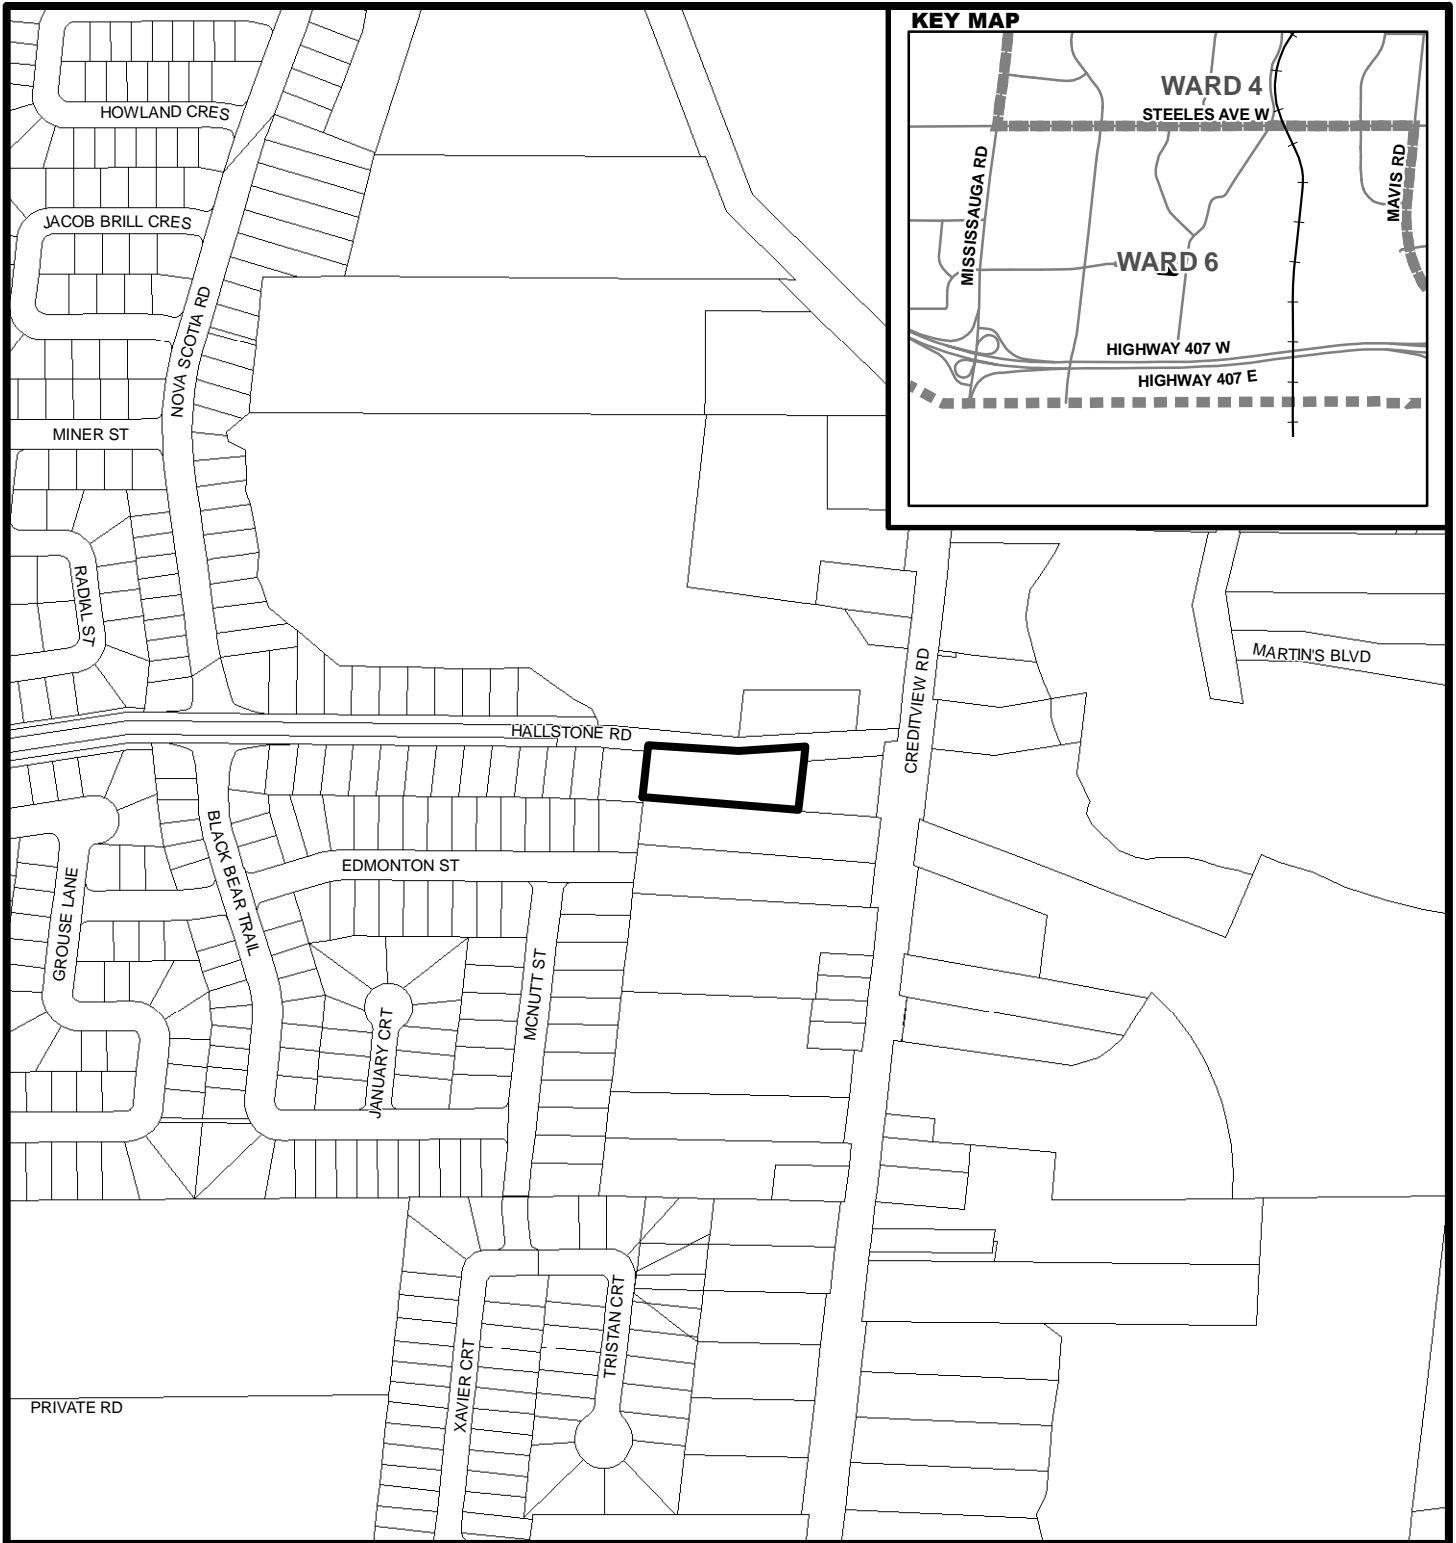 KEY MAP
WARD 4
STEELES AVE W
MISSISSAUGA RD
MAVIS RD
WARD 6
HIGHWAY 407 W
HIGHWAY 407 E
HOWLAND CRES
JACOB BRILL CRES
NOVA SCOTIA RD
MINER ST
RADIAL ST
MARTIN'S BLVD
CREDITVIEW RD
HALLSTONE RD
BLACK BEAR TRAIL
EDMONTON ST
GROUSE LANE
MCNUTT ST
JANUARY CRT
TRISTAN CRT
XAVIER CRT
PRIVATE RD